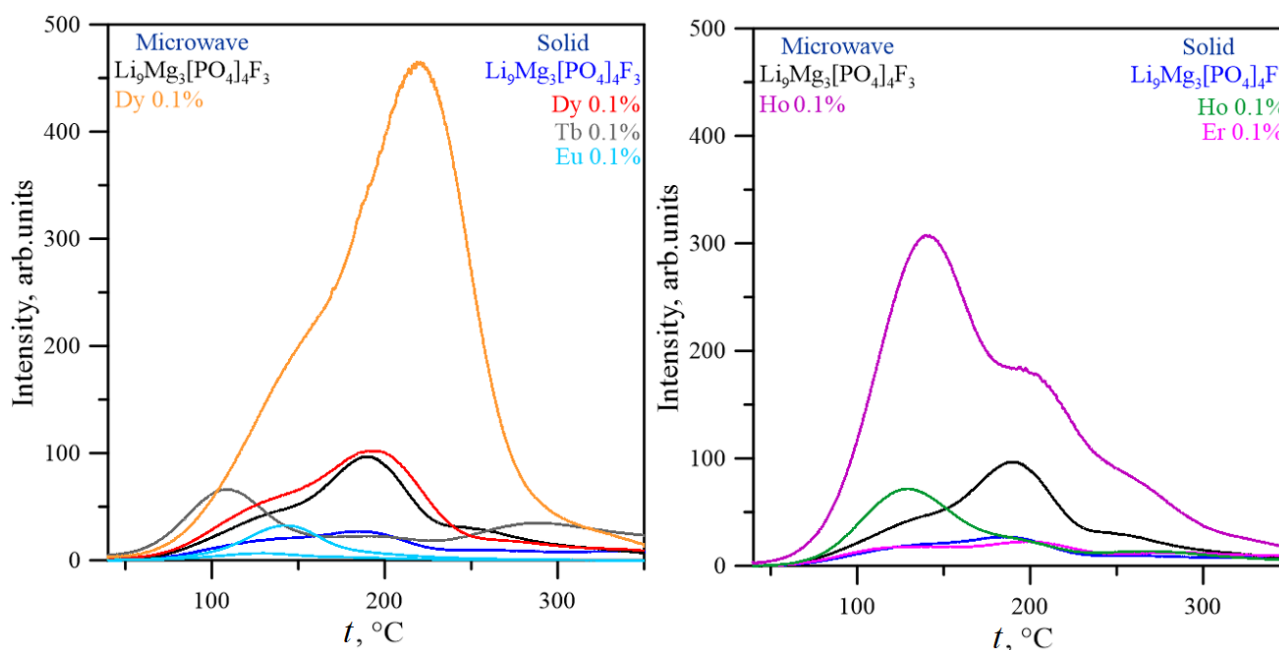 500
400
300
200
100
0
Intensity, arb.units
Microwave
Li₉Mg₃[PO₄]₄F₃
Dy 0.1%
Solid
Li₉Mg₃[PO₄]₄F₃
Dy 0.1%
Tb 0.1%
Eu 0.1%
100
200
300
t, °C
500
400
300
200
100
0
Intensity, arb.units
Microwave
Li₉Mg₃[PO₄]₄F₃
Ho 0.1%
Solid
Li₉Mg₃[PO₄]₄F
Ho 0.1%
Er 0.1%
100
200
300
t, °C